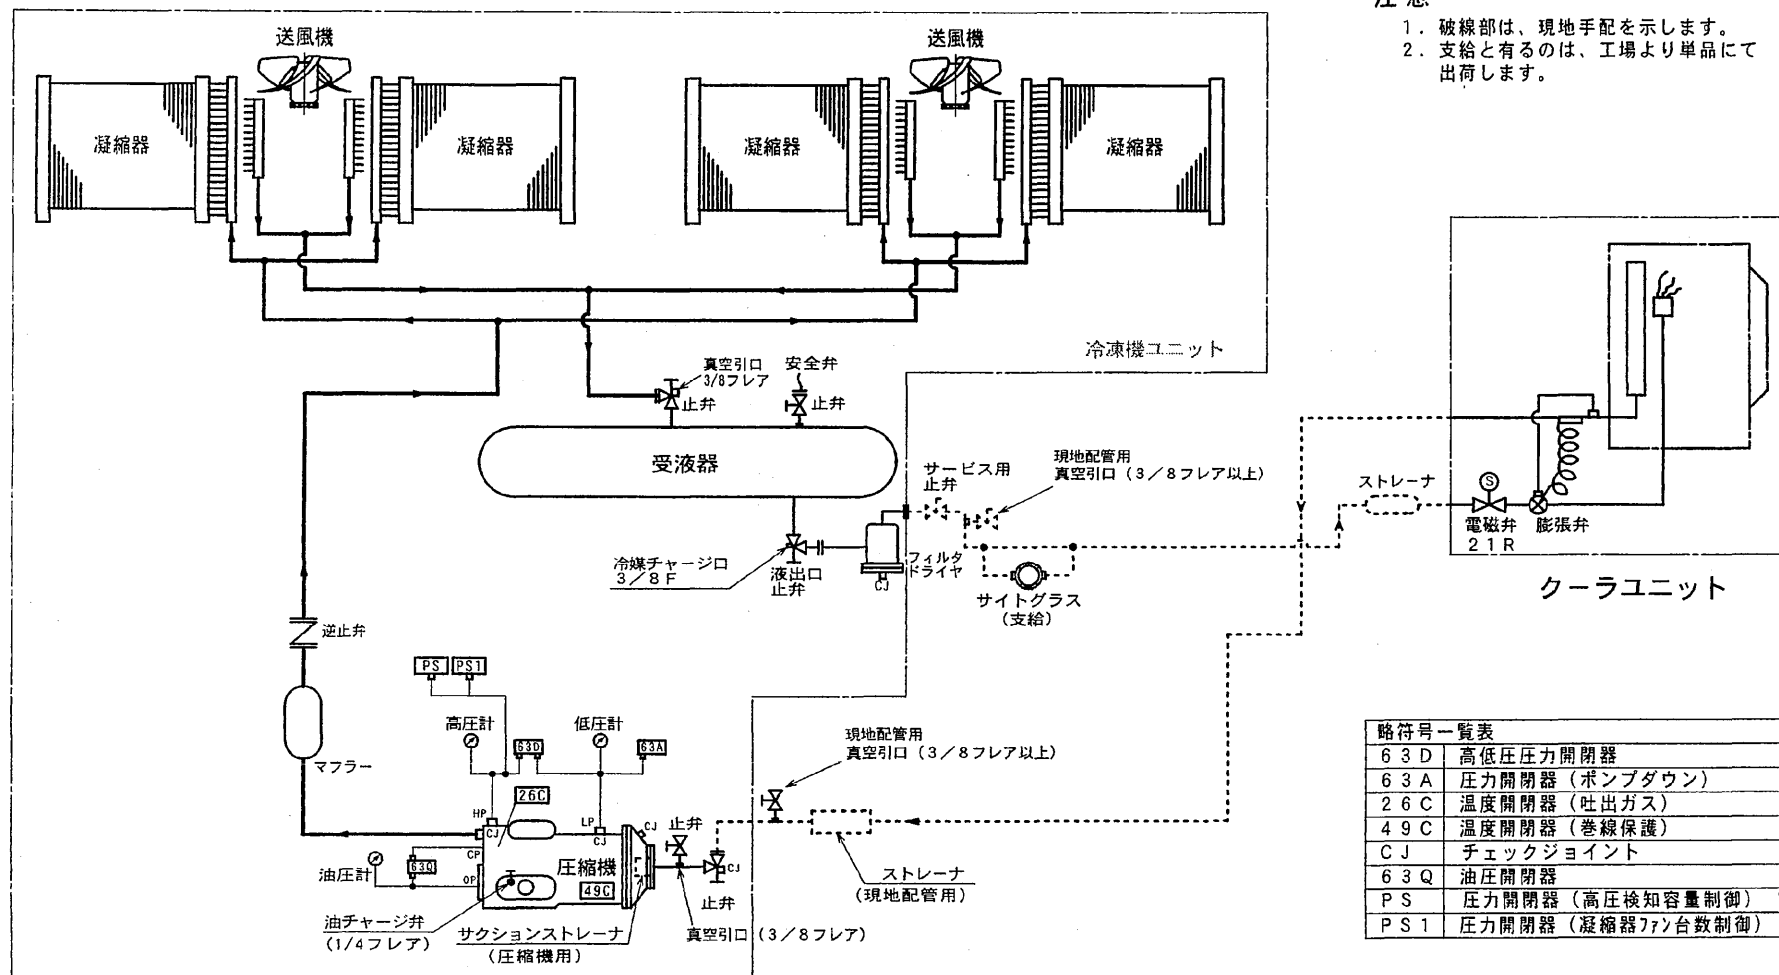 注意
1. 破線部は、現地手配を示します。
2. 支給と有るのは、工場より単品にて
出荷します。
送風機
送風機
凝縮器
凝縮器
凝縮器
凝縮器
冷凍機ユニット
真空引口
3/8フレア
止弁
安全弁
止弁
受液器
サービス用
止弁
現地配管用
真空引口(3/8フレア以上)
ストレーナ
S
電磁弁
21R
膨張弁
クーラユニット
冷媒チャージ口
3/8F
液出口
止弁
フィルタ
ドライヤ
CJ
サイトグラス
(支給)
逆止弁
マフラー
PS
PS1
高圧計
63D
低圧計
63A
現地配管用
真空引口(3/8フレア以上)
26C
HP
CJ
LP
CJ
CJ
止弁
CP
63Q
油圧計
OP
圧縮機
49C
CJ
止弁
ストレーナ
(現地配管用)
油チャージ弁
(1/4フレア)
サクションストレーナ
(圧縮機用)
真空引口(3/8フレア)
略符号一覧表
63D 高低圧圧力開閉器
63A 圧力開閉器(ポンプダウン)
26C 温度開閉器(吐出ガス)
49C 温度開閉器(巻線保護)
CJ チェックジョイント
63Q 油圧開閉器
PS 圧力開閉器(高圧検知容量制御)
PS1 圧力開閉器(凝縮器ファン台数制御)